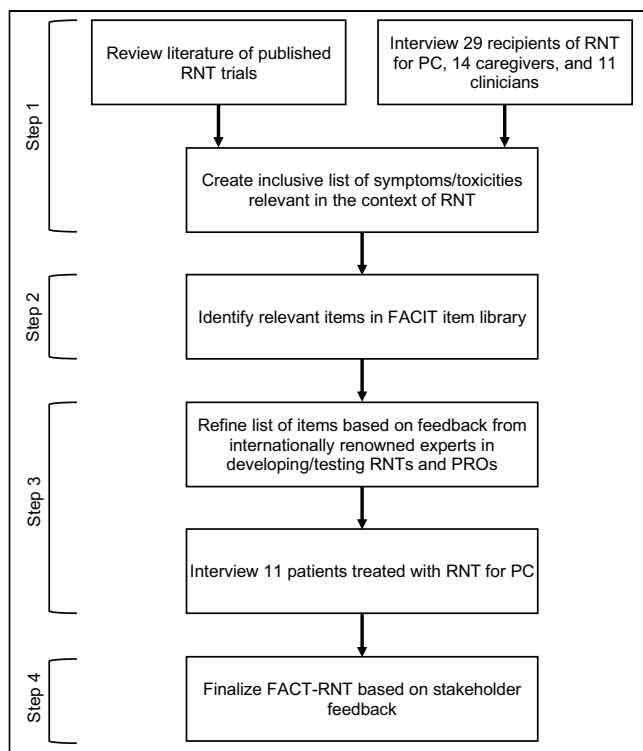 Step 1
Review literature of published
RNT trials
Interview 29 recipients of RNT
for PC, 14 caregivers, and 11
clinicians
Create inclusive list of symptoms/toxicities
relevant in the context of RNT
Step 2
Identify relevant items in FACIT item library
Step 3
Refine list of items based on feedback from
internationally renowned experts in
developing/testing RNTs and PROs
Interview 11 patients treated with RNT for PC
Step 4
Finalize FACT-RNT based on stakeholder
feedback